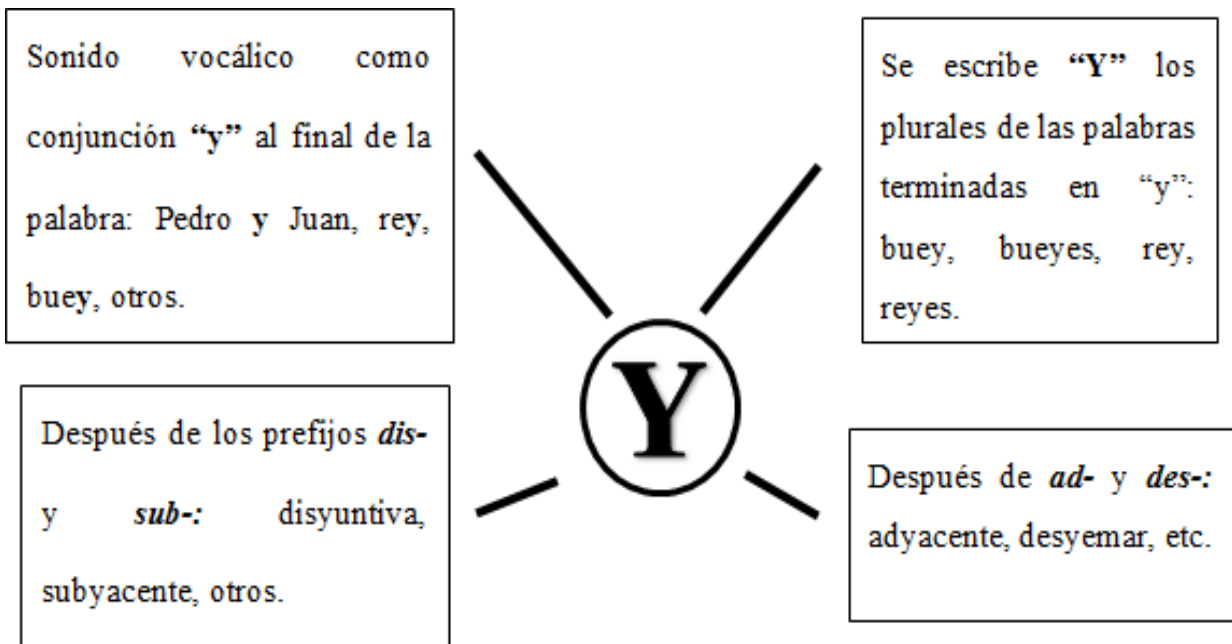 Sonido vocálico como
conjunción “y” al final de la
palabra: Pedro y Juan, rey,
buey, otros.
Se escribe “Y” los
plurales de las palabras
terminadas en “y”:
buey, bueyes, rey,
reyes.
Y
Después de los prefijos dis-
y sub-: disyuntiva,
subyacente, otros.
Después de ad- y des-:
adyacente, desyemar, etc.